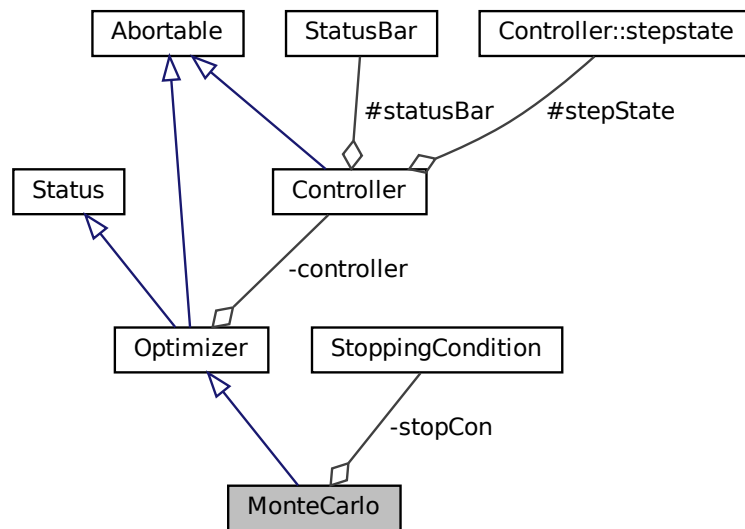 Abortable
StatusBar
Controller::stepstate
#statusBar
#stepState
Status
Controller
-controller
Optimizer
StoppingCondition
-stopCon
MonteCarlo